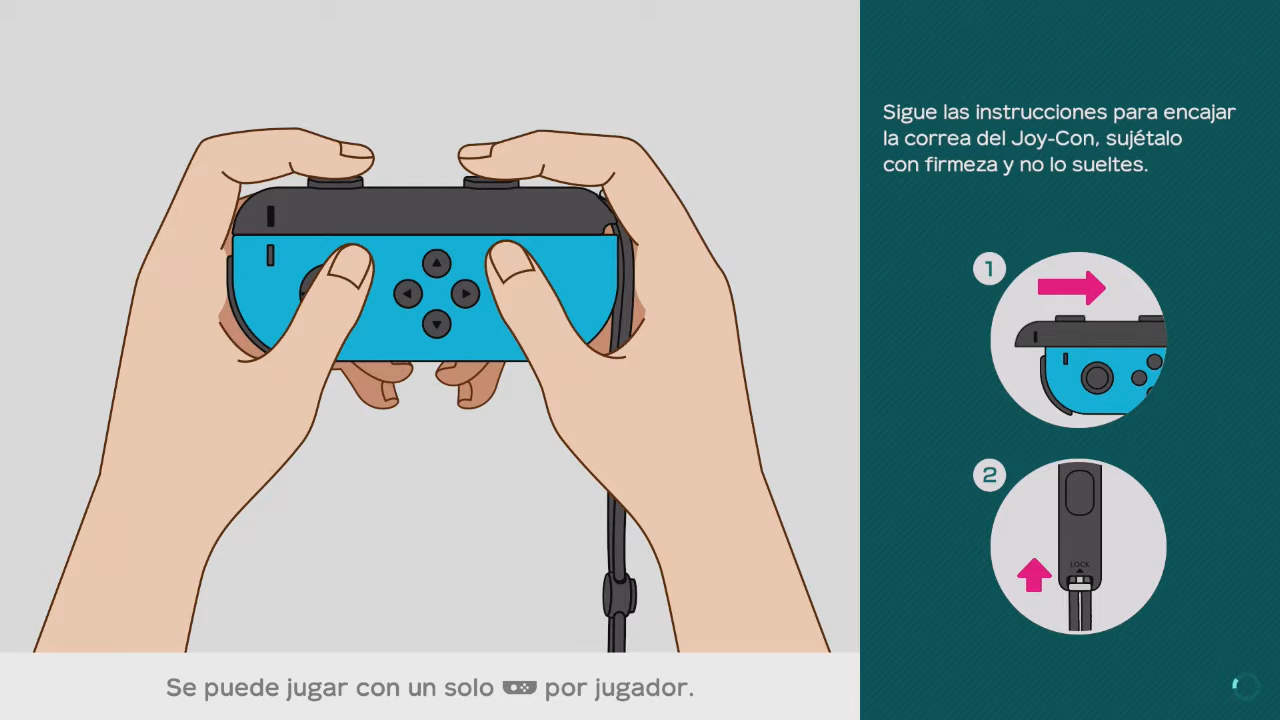 Sigue las instrucciones para encajar
la correa del Joy-Con, sujétalo
con firmeza y no lo sueltes.
1
2
LOCK
Se puede jugar con un solo por jugador.